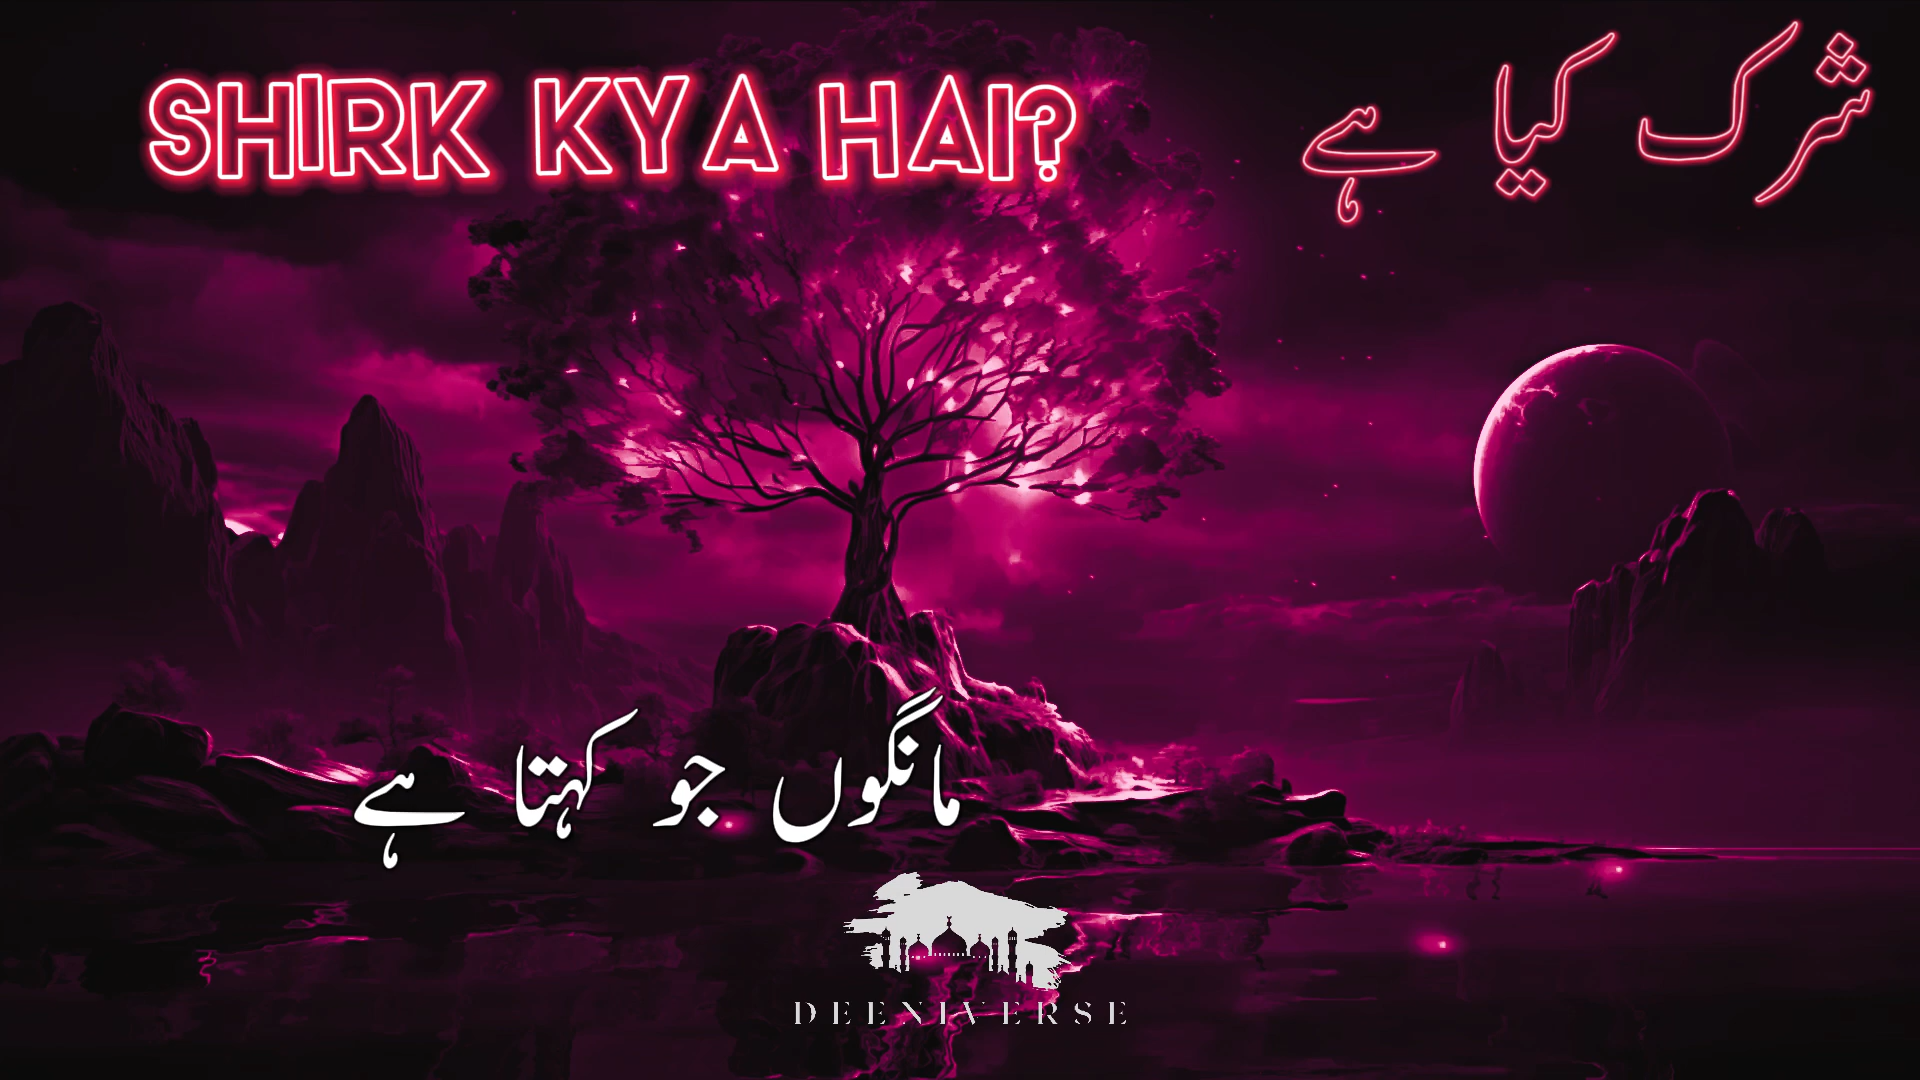 SHIRK KYA HAI?
شرک کیا ہے
مانگوں جو کہتا ہے
DEENIVERSE